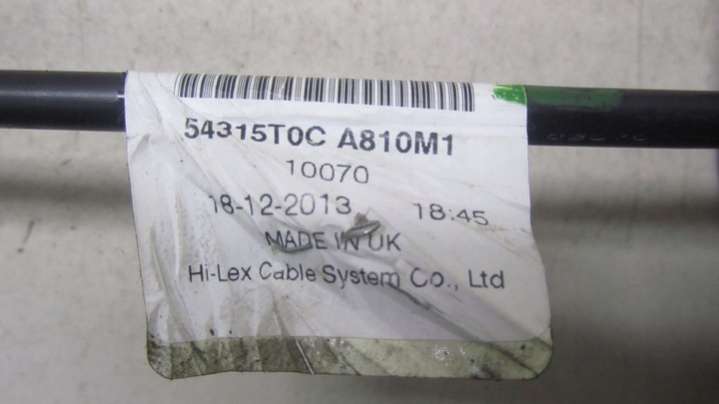 54315T0C A810M1
10070
18-12-2013 18:45
MADE IN UK
Hi-Lex Cable System Co., Ltd